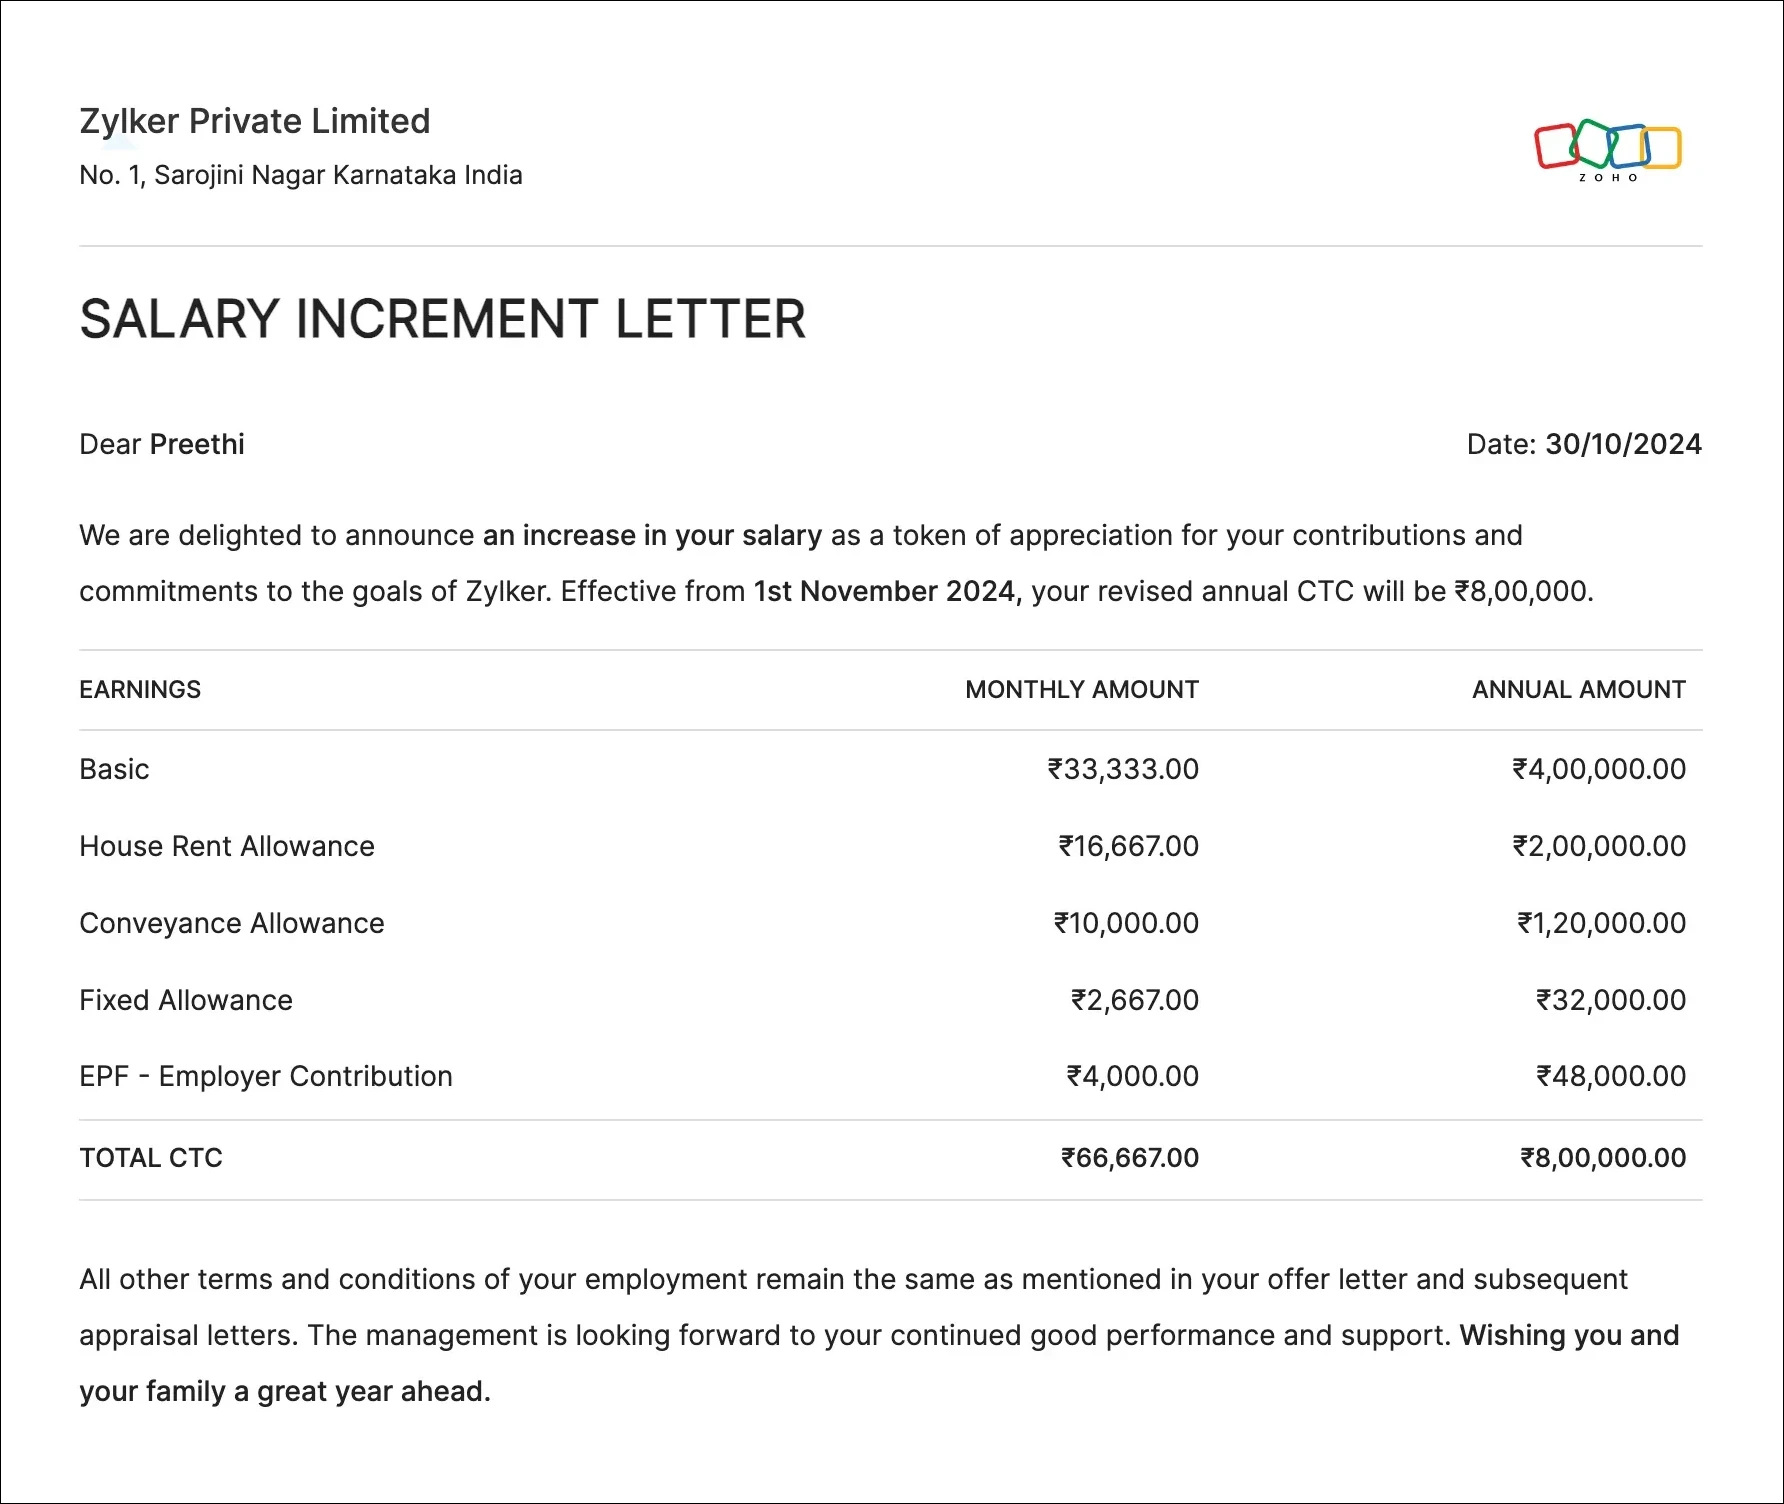 Zylker Private Limited
No. 1, Sarojini Nagar Karnataka India
ZOHO
SALARY INCREMENT LETTER
Dear Preethi
Date: 30/10/2024
We are delighted to announce an increase in your salary as a token of appreciation for your contributions and
commitments to the goals of Zylker. Effective from 1st November 2024, your revised annual CTC will be ₹8,00,000.
EARNINGS MONTHLY AMOUNT ANNUAL AMOUNT
Basic ₹33,333.00 ₹4,00,000.00
House Rent Allowance ₹16,667.00 ₹2,00,000.00
Conveyance Allowance ₹10,000.00 ₹1,20,000.00
Fixed Allowance ₹2,667.00 ₹32,000.00
EPF - Employer Contribution ₹4,000.00 ₹48,000.00
TOTAL CTC ₹66,667.00 ₹8,00,000.00
All other terms and conditions of your employment remain the same as mentioned in your offer letter and subsequent
appraisal letters. The management is looking forward to your continued good performance and support. Wishing you and
your family a great year ahead.